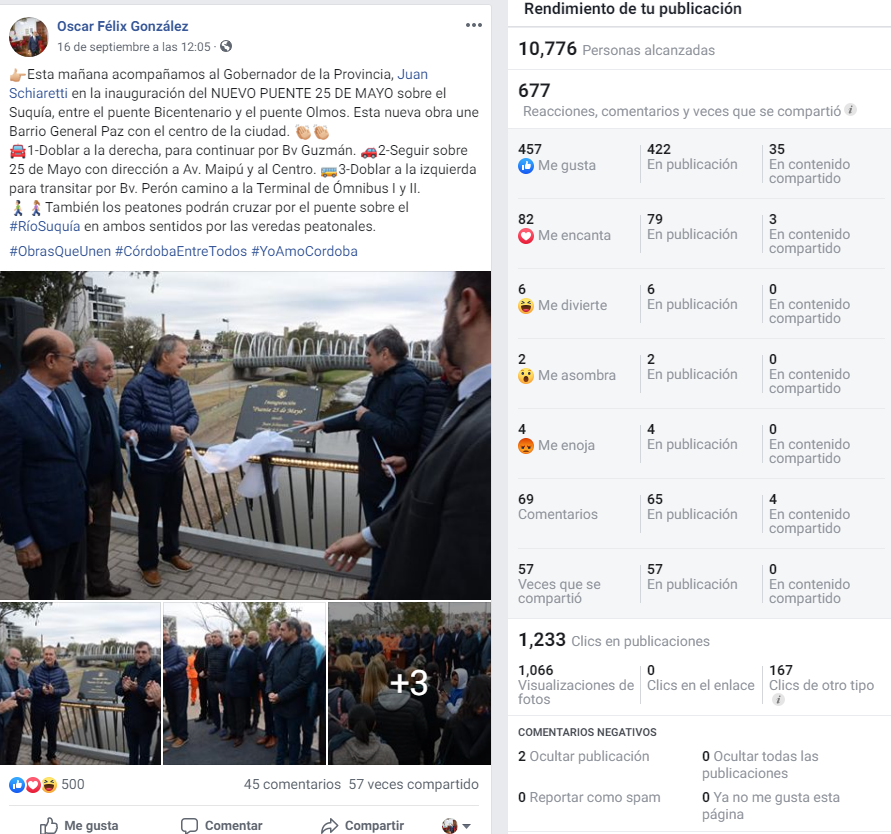 Oscar Félix González
16 de septiembre a las 12:05 ·
Esta mañana acompañamos al Gobernador de la Provincia, Juan
Schiaretti en la inauguración del NUEVO PUENTE 25 DE MAYO sobre el
Suquía, entre el puente Bicentenario y el puente Olmos. Esta nueva obra une
Barrio General Paz con el centro de la ciudad. 👏🏼👏🏼
🚘1-Doblar a la derecha, para continuar por Bv Guzmán. 🚗2-Seguir sobre
25 de Mayo con dirección a Av. Maipú y al Centro. 🚌3-Doblar a la izquierda
para transitar por Bv. Perón camino a la Terminal de Ómnibus I y II.
También los peatones podrán cruzar por el puente sobre el
#RíoSuquía en ambos sentidos por las veredas peatonales.
#ObrasQueUnen #CórdobaEntreTodos #YoAmoCordoba
Inauguración
"Puente 25 de Mayo"
+3
500
45 comentarios 57 veces compartido
Me gusta
Comentar
Compartir
Rendimiento de tu publicación
10,776 Personas alcanzadas
677
Reacciones, comentarios y veces que se compartió
457 422 35
Me gusta En publicación En contenido
compartido
82 79 3
Me encanta En publicación En contenido
compartido
6 6 0
Me divierte En publicación En contenido
compartido
2 2 0
Me asombra En publicación En contenido
compartido
4 4 0
Me enoja En publicación En contenido
compartido
69 65 4
Comentarios En publicación En contenido
compartido
57 57 0
Veces que se En publicación En contenido
compartió compartido
1,233 Clics en publicaciones
1,066 0 167
Visualizaciones de Clics en el enlace Clics de otro tipo
fotos
COMENTARIOS NEGATIVOS
2 Ocultar publicación 0 Ocultar todas las
publicaciones
0 Reportar como spam 0 Ya no me gusta esta
página